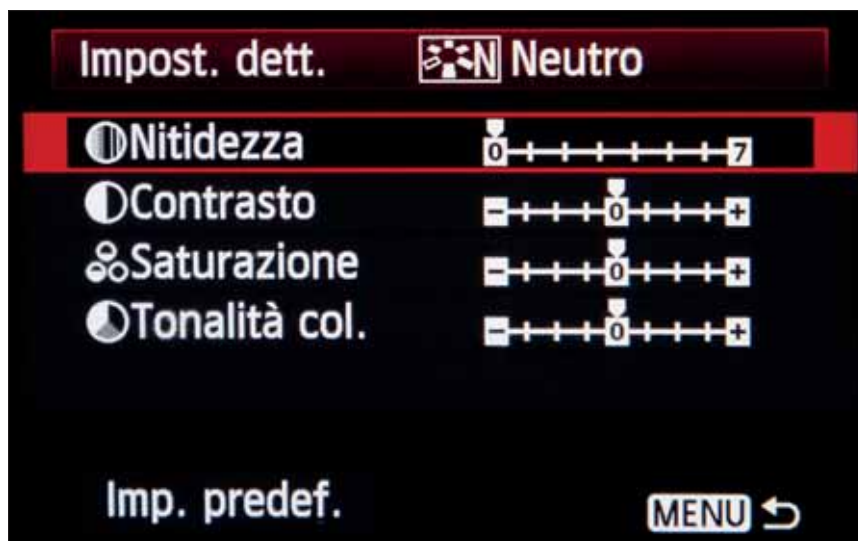 Impost. dett. N Neutro
Nitidezza 0 7
Contrasto - 0 +
Saturazione - 0 +
Tonalità col. - 0 +
Imp. predef. MENU